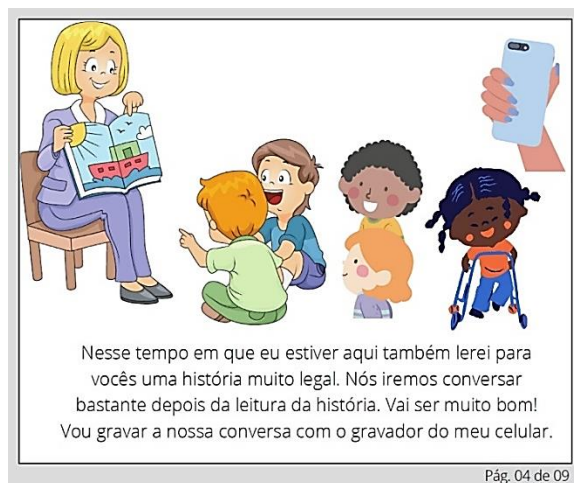 Nesse tempo em que eu estiver aqui também lerei para
vocês uma história muito legal. Nós iremos conversar
bastante depois da leitura da história. Vai ser muito bom!
Vou gravar a nossa conversa com o gravador do meu celular.
Pág. 04 de 09